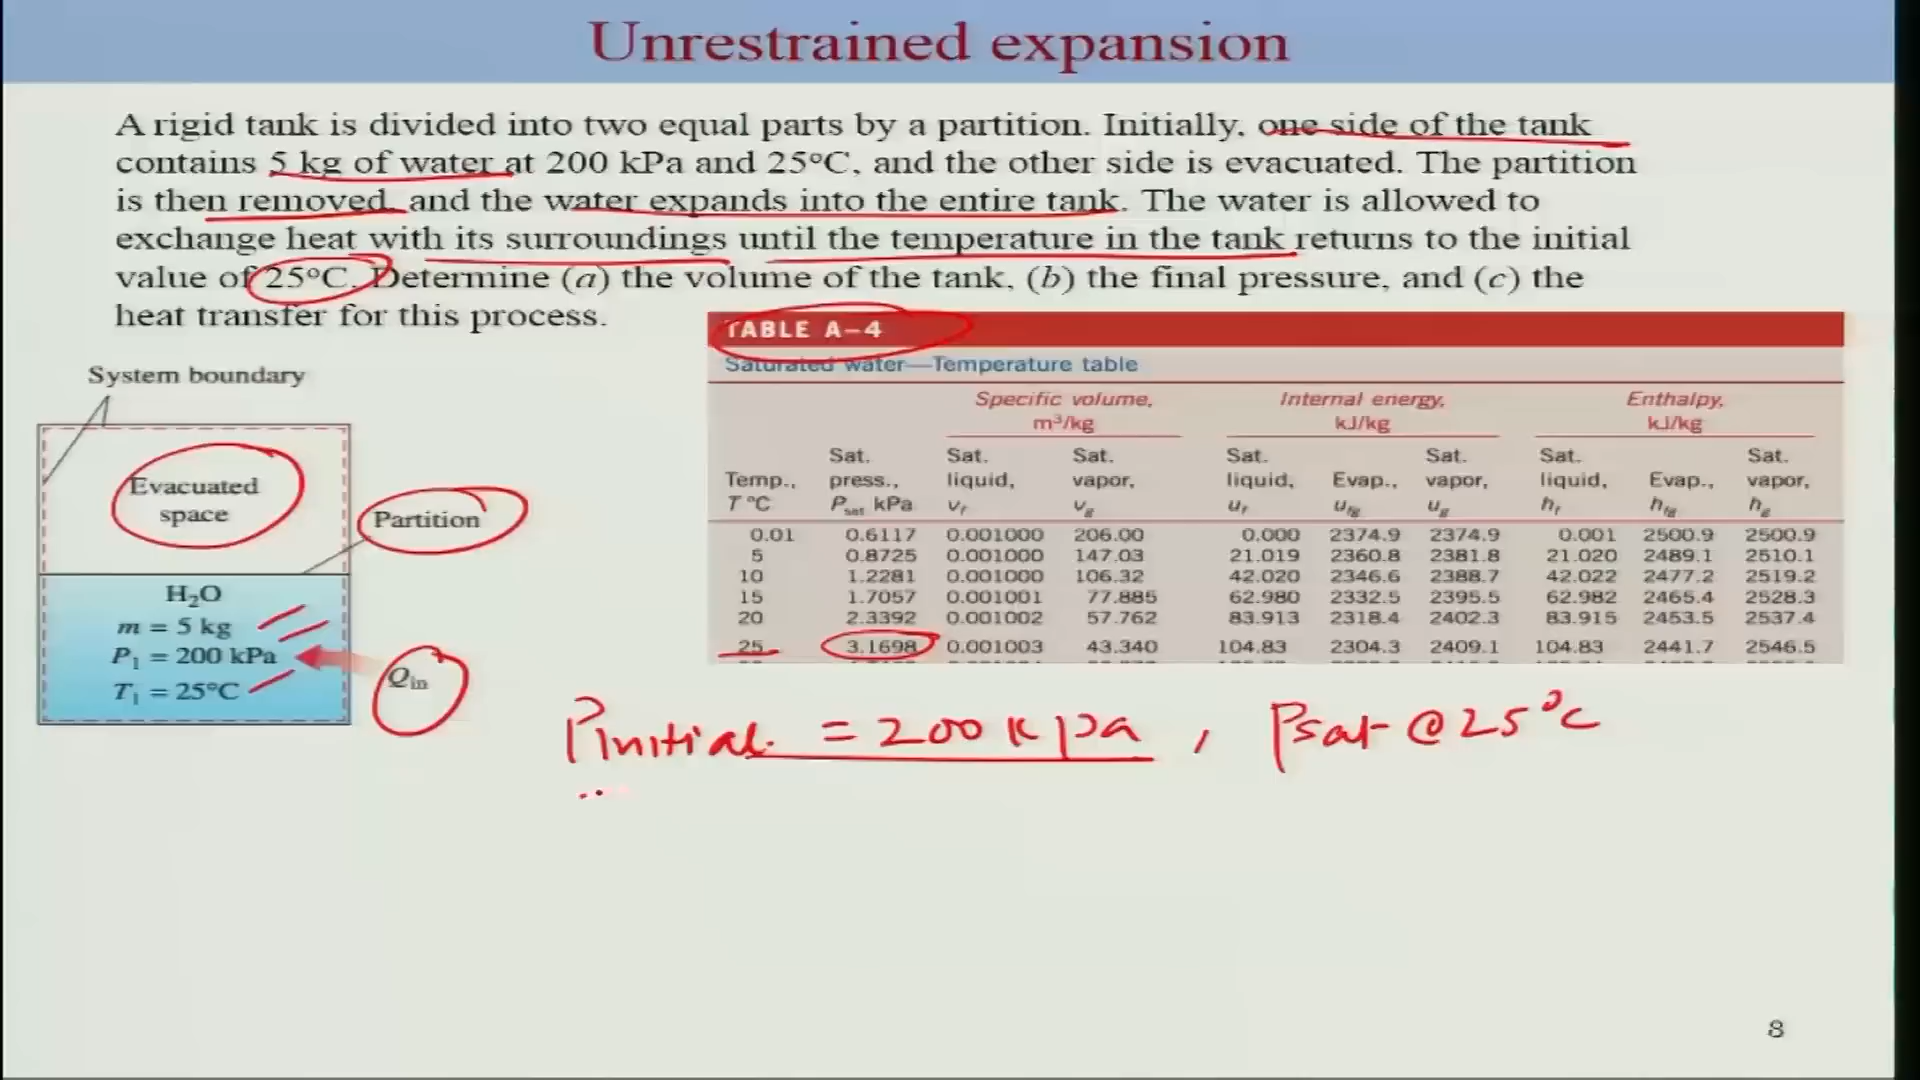 Unrestrained expansion
A rigid tank is divided into two equal parts by a partition. Initially, one side of the tank
contains 5 kg of water at 200 kPa and 25°C, and the other side is evacuated. The partition
is then removed, and the water expands into the entire tank. The water is allowed to
exchange heat with its surroundings until the temperature in the tank returns to the initial
value of 25°C. Determine (a) the volume of the tank, (b) the final pressure, and (c) the
heat transfer for this process.
System boundary
Evacuated
space
Partition
H₂O
m = 5 kg
P₁ = 200 kPa
T₁ = 25°C
Qin
TABLE A–4
Saturated water—Temperature table
Specific volume, Internal energy, Enthalpy,
m³/kg kJ/kg kJ/kg
Sat. Sat. Sat. Sat. Sat. Sat. Sat.
Temp., press., liquid, vapor, liquid, Evap., vapor, liquid, Evap., vapor,
T °C Psat kPa vf vg uf ufg ug hf hfg hg
0.01 0.6117 0.001000 206.00 0.000 2374.9 2374.9 0.001 2500.9 2500.9
5 0.8725 0.001000 147.03 21.019 2360.8 2381.8 21.020 2489.1 2510.1
10 1.2281 0.001000 106.32 42.020 2346.6 2388.7 42.022 2477.2 2519.2
15 1.7057 0.001001 77.885 62.980 2332.5 2395.5 62.982 2465.4 2528.3
20 2.3392 0.001002 57.762 83.913 2318.4 2402.3 83.915 2453.5 2537.4
25 3.1698 0.001003 43.340 104.83 2304.3 2409.1 104.83 2441.7 2546.5
Pinitial. = 200 kPa , Psat @ 25°C
8